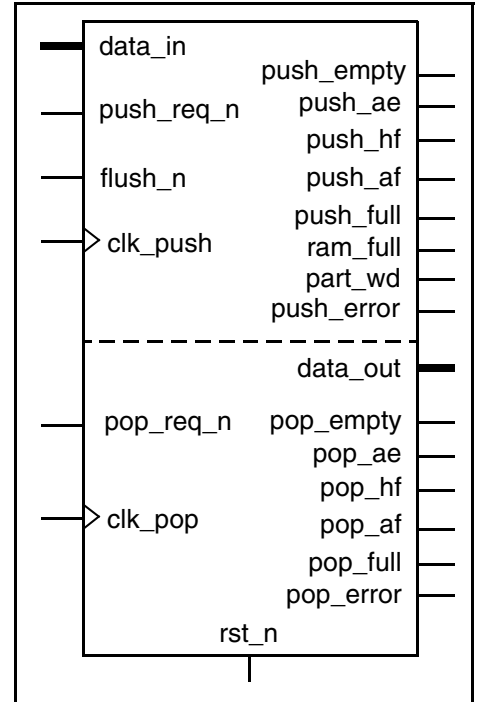 data_in
push_req_n
flush_n
clk_push
push_empty
push_ae
push_hf
push_af
push_full
ram_full
part_wd
push_error
data_out
pop_req_n
clk_pop
pop_empty
pop_ae
pop_hf
pop_af
pop_full
pop_error
rst_n